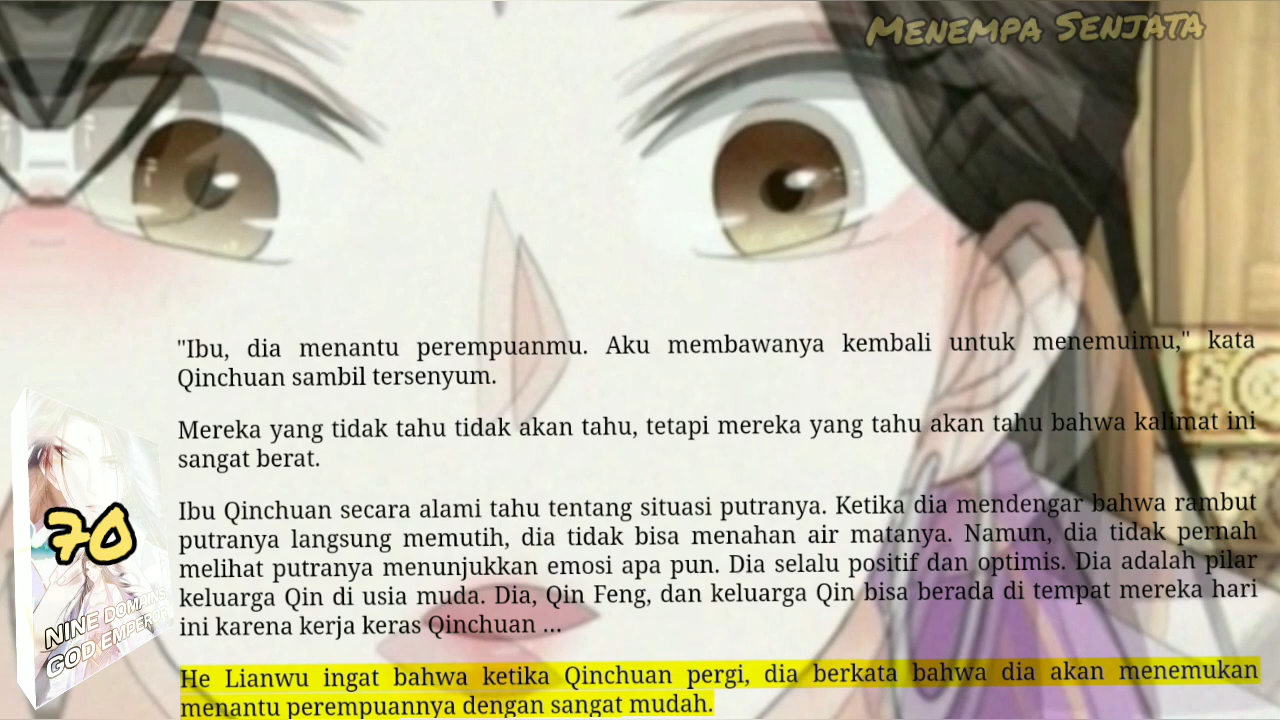 Menempa Senjata
"Ibu, dia menantu perempuanmu. Aku membawanya kembali untuk menemuimu," kata
Qinchuan sambil tersenyum.
Mereka yang tidak tahu tidak akan tahu, tetapi mereka yang tahu akan tahu bahwa kalimat ini
sangat berat.
Ibu Qinchuan secara alami tahu tentang situasi putranya. Ketika dia mendengar bahwa rambut
putranya langsung memutih, dia tidak bisa menahan air matanya. Namun, dia tidak pernah
melihat putranya menunjukkan emosi apa pun. Dia selalu positif dan optimis. Dia adalah pilar
keluarga Qin di usia muda. Dia, Qin Feng, dan keluarga Qin bisa berada di tempat mereka hari
ini karena kerja keras Qinchuan ...
He Lianwu ingat bahwa ketika Qinchuan pergi, dia berkata bahwa dia akan menemukan
menantu perempuannya dengan sangat mudah.
70
NINE DOMAINS
GOD EMPEROR